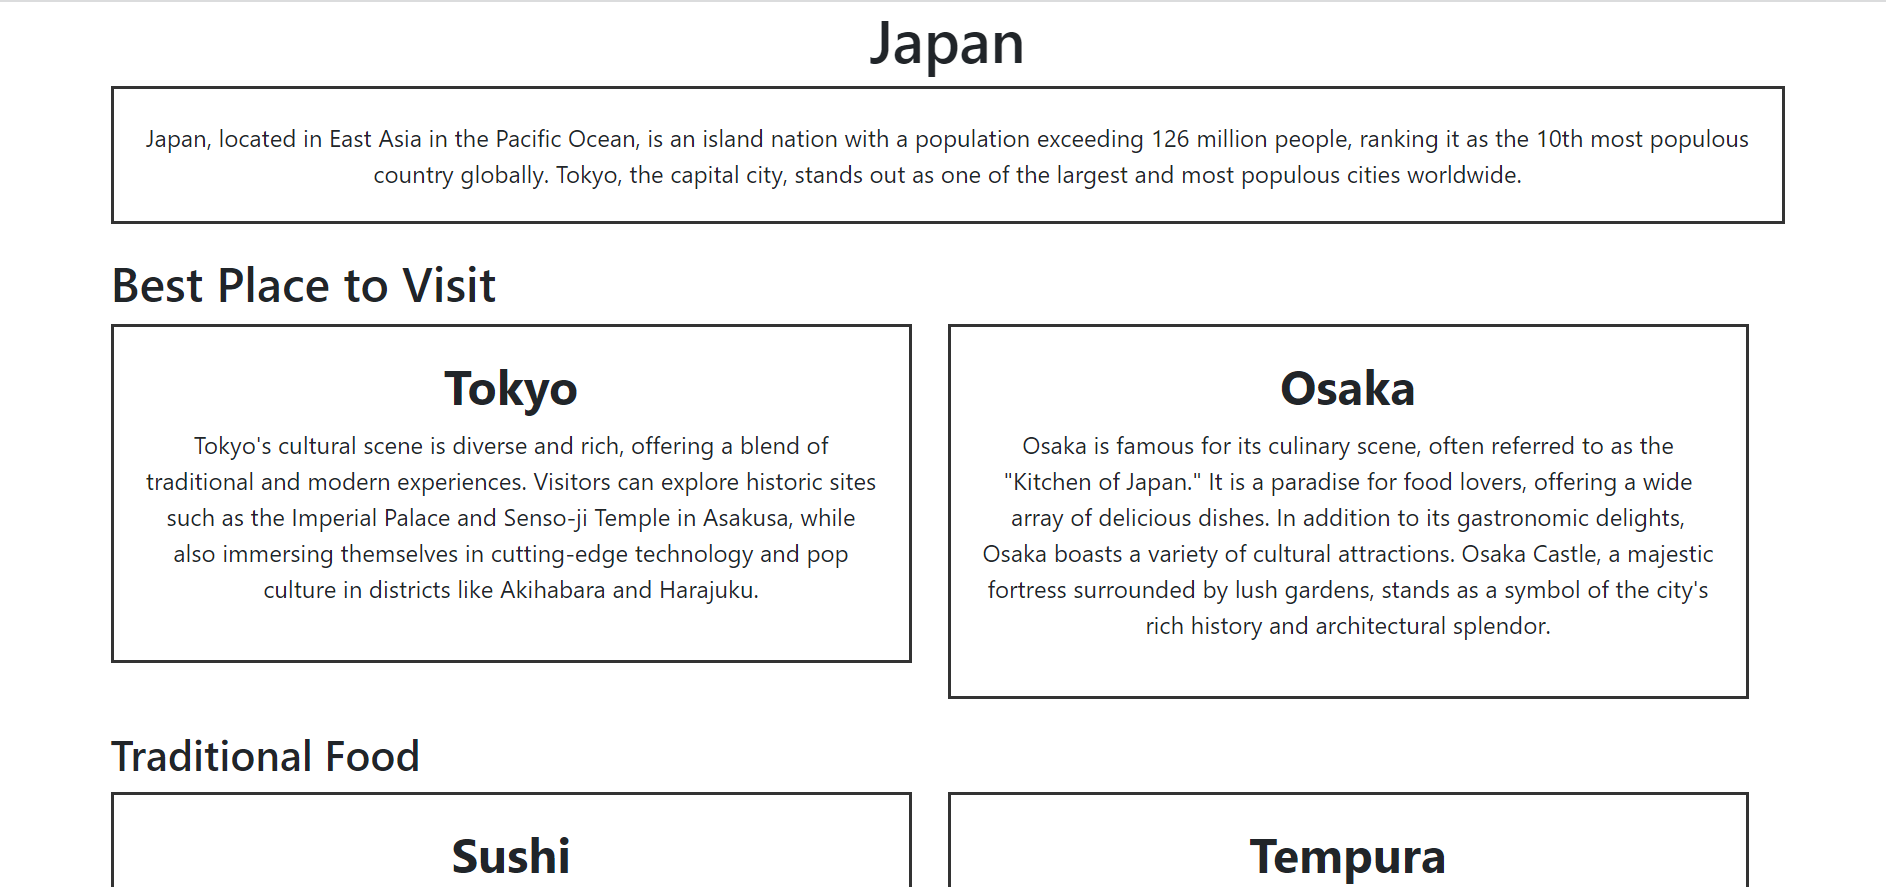 Japan
Japan, located in East Asia in the Pacific Ocean, is an island nation with a population exceeding 126 million people, ranking it as the 10th most populous
country globally. Tokyo, the capital city, stands out as one of the largest and most populous cities worldwide.
Best Place to Visit
Tokyo
Tokyo's cultural scene is diverse and rich, offering a blend of
traditional and modern experiences. Visitors can explore historic sites
such as the Imperial Palace and Senso-ji Temple in Asakusa, while
also immersing themselves in cutting-edge technology and pop
culture in districts like Akihabara and Harajuku.
Osaka
Osaka is famous for its culinary scene, often referred to as the
"Kitchen of Japan." It is a paradise for food lovers, offering a wide
array of delicious dishes. In addition to its gastronomic delights,
Osaka boasts a variety of cultural attractions. Osaka Castle, a majestic
fortress surrounded by lush gardens, stands as a symbol of the city's
rich history and architectural splendor.
Traditional Food
Sushi
Tempura